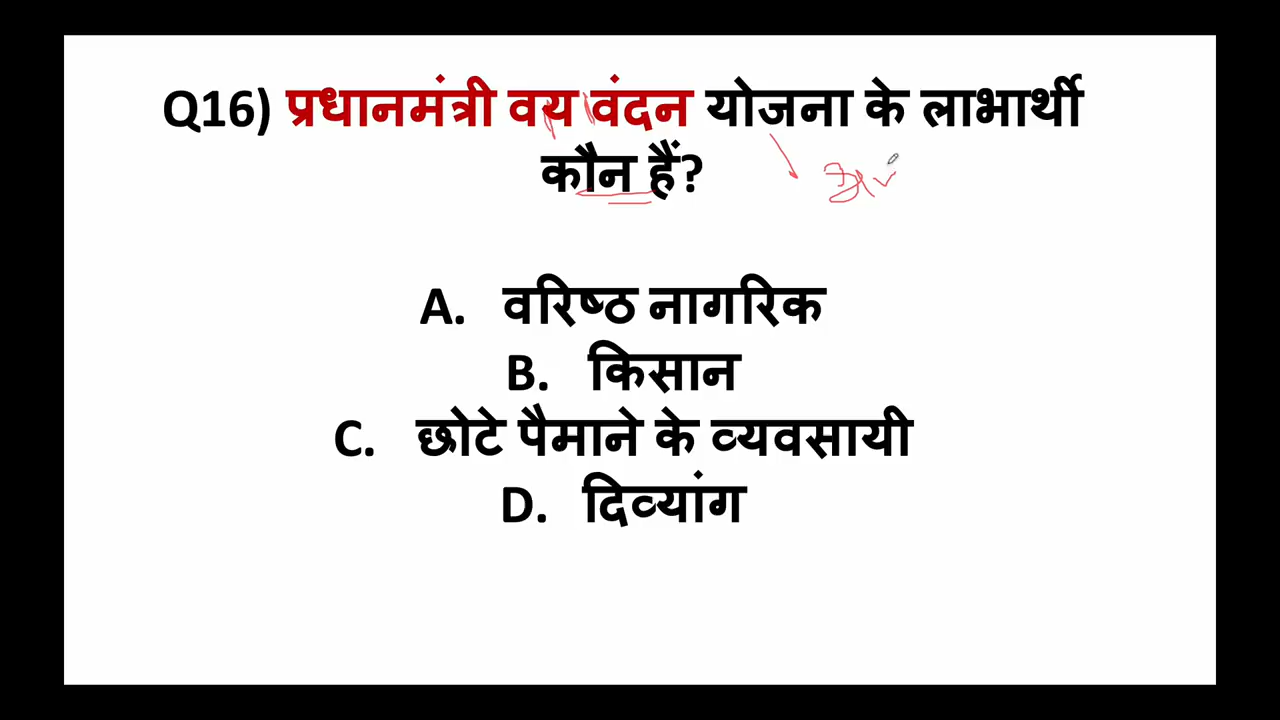 Q16) प्रधानमंत्री वय वंदन योजना के लाभार्थी
कौन हैं?
A. वरिष्ठ नागरिक
B. किसान
C. छोटे पैमाने के व्यवसायी
D. दिव्यांग